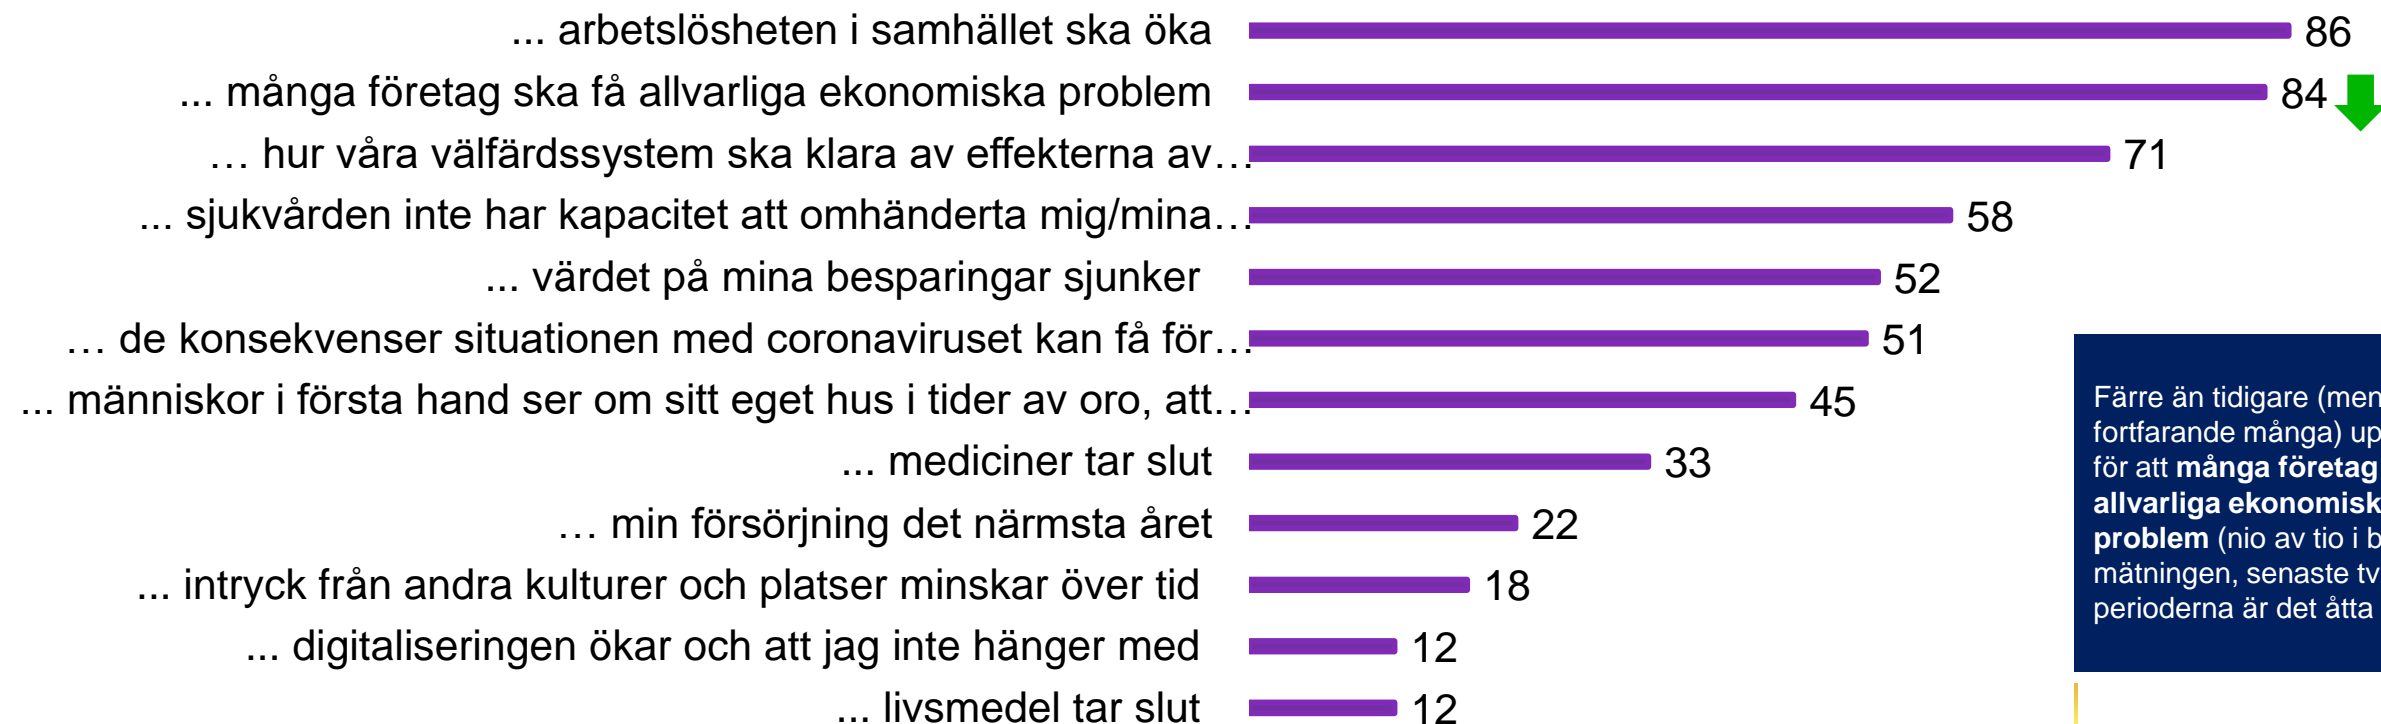 ... arbetslösheten i samhället ska öka 86
... många företag ska få allvarliga ekonomiska problem 84
… hur våra välfärdssystem ska klara av effekterna av… 71
... sjukvården inte har kapacitet att omhänderta mig/mina… 58
... värdet på mina besparingar sjunker 52
… de konsekvenser situationen med coronaviruset kan få för… 51
... människor i första hand ser om sitt eget hus i tider av oro, att… 45
... mediciner tar slut 33
… min försörjning det närmsta året 22
... intryck från andra kulturer och platser minskar över tid 18
... digitaliseringen ökar och att jag inte hänger med 12
... livsmedel tar slut 12
Färre än tidigare (men
fortfarande många) up
för att många företag
allvarliga ekonomisk
problem (nio av tio i b
mätningen, senaste tv
perioderna är det åtta